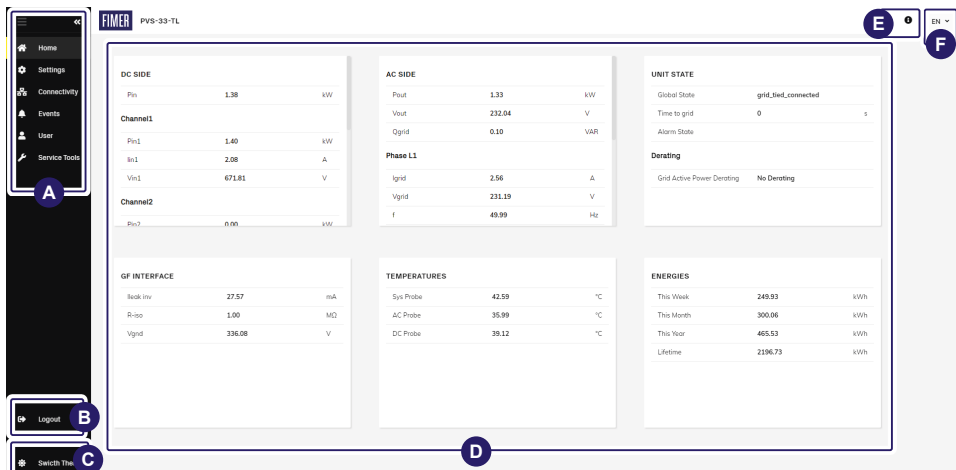 FIMER PVS-33-TL
E
EN
F
Home
Settings
Connectivity
Events
User
Service Tools
A
DC SIDE
Pin 1.38 kW
Channel1
Pin1 1.40 kW
Iin1 2.08 A
Vin1 671.81 V
Channel2
Pin2 0.00 kW
AC SIDE
Pout 1.33 kW
Vout 232.04 V
Qgrid 0.10 VAR
Phase L1
Igrid 2.56 A
Vgrid 231.19 V
f 49.99 Hz
UNIT STATE
Global State grid_tied_connected
Time to grid 0 s
Alarm State
Derating
Grid Active Power Derating No Derating
GF INTERFACE
Ileak inv 27.57 mA
R-iso 1.00 MΩ
Vgnd 336.08 V
TEMPERATURES
Sys Probe 42.59 °C
AC Probe 35.99 °C
DC Probe 39.12 °C
ENERGIES
This Week 249.93 kWh
This Month 300.06 kWh
This Year 465.53 kWh
Lifetime 2196.73 kWh
Logout
B
Swicth The
C
D